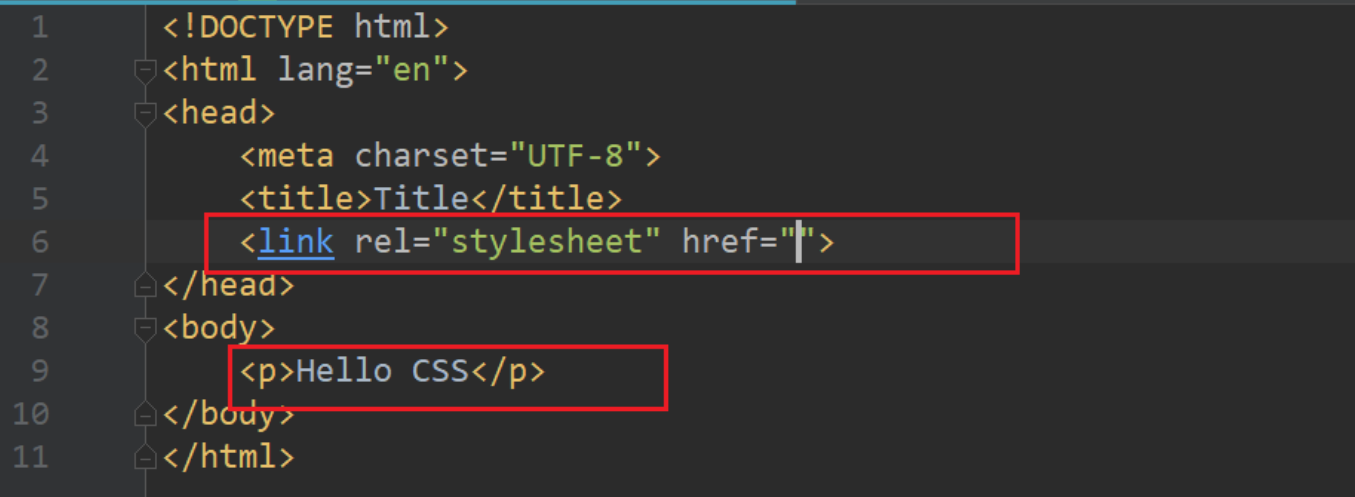 1 <!DOCTYPE html>
2 <html lang="en">
3 <head>
4 <meta charset="UTF-8">
5 <title>Title</title>
6 <link rel="stylesheet" href="">
7 </head>
8 <body>
9 <p>Hello CSS</p>
10 </body>
11 </html>